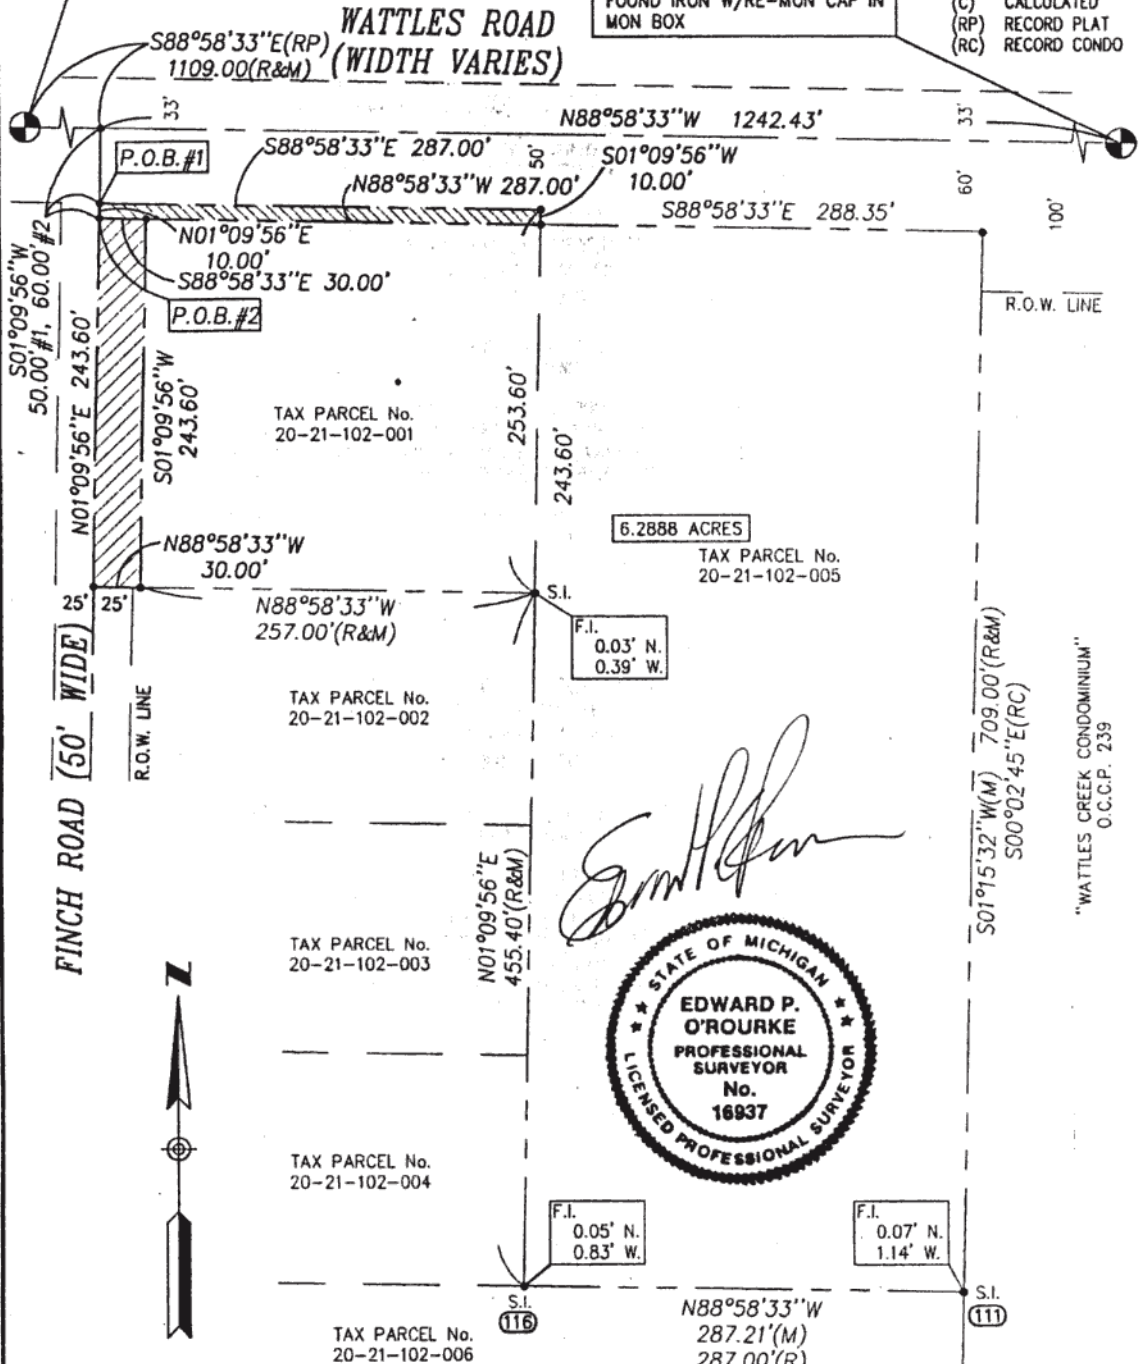 WATTLES ROAD
(WIDTH VARIES)
MON BOX
(C) CALCULATED
(RP) RECORD PLAT
(RC) RECORD CONDO
S88°58'33"E(RP)
1109.00(R&M)
33'
N88°58'33"W 1242.43'
33'
P.O.B.#1
S88°58'33"E 287.00'
50'
S01°09'56"W
10.00'
60'
N88°58'33"W 287.00'
S88°58'33"E 288.35'
100'
N01°09'56"E
10.00'
S88°58'33"E 30.00'
P.O.B.#2
R.O.W. LINE
S01°09'56"W
50.00'#1, 60.00'#2
N01°09'56"E 243.60'
S01°09'56"W
243.60'
TAX PARCEL No.
20-21-102-001
253.60'
243.60'
6.2888 ACRES
TAX PARCEL No.
20-21-102-005
N88°58'33"W
30.00'
25' 25'
N88°58'33"W
257.00'(R&M)
S.I.
F.I.
0.03' N.
0.39' W.
FINCH ROAD (50' WIDE)
R.O.W. LINE
TAX PARCEL No.
20-21-102-002
S01°15'32"W(M) 709.00'(R&M)
S00°02'45"E(RC)
"WATTLES CREEK CONDOMINIUM"
O.C.C.P. 239
N01°09'56"E
455.40'(R&M)
TAX PARCEL No.
20-21-102-003
N
STATE OF MICHIGAN
EDWARD P.
O'ROURKE
PROFESSIONAL
SURVEYOR
No.
16937
LICENSED PROFESSIONAL SURVEYOR
TAX PARCEL No.
20-21-102-004
F.I.
0.05' N.
0.83' W.
F.I.
0.07' N.
1.14' W.
S.I.
116
S.I.
111
N88°58'33"W
287.21'(M)
287.00'(R)
TAX PARCEL No.
20-21-102-006